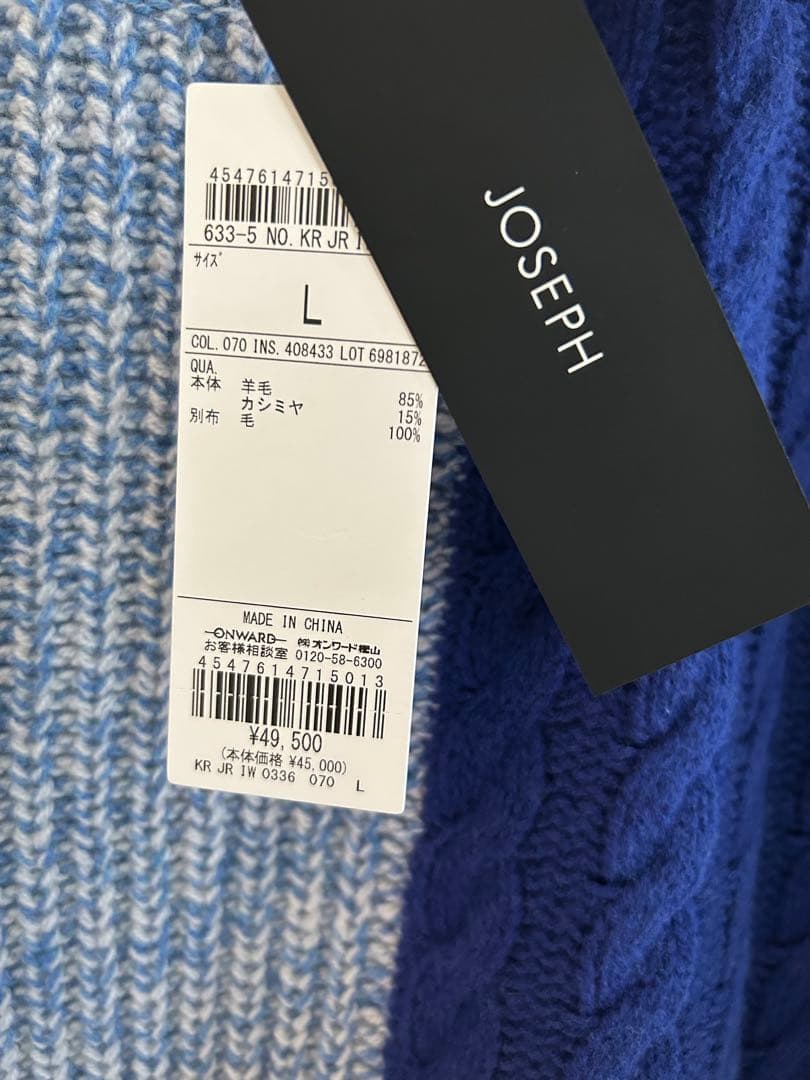 JOSEPH
4547614715
633-5 NO. KR JR
サイズ
L
COL. 070 INS. 408433 LOT 6981872
QUA.
本体 羊毛 85%
カシミヤ 15%
別布 毛 100%
MADE IN CHINA
ONWARD ㈱オンワード樫山
お客様相談室 0120-58-6300
4547614715013
¥49,500
(本体価格 ¥45,000)
KR JR IW 0336 070 L